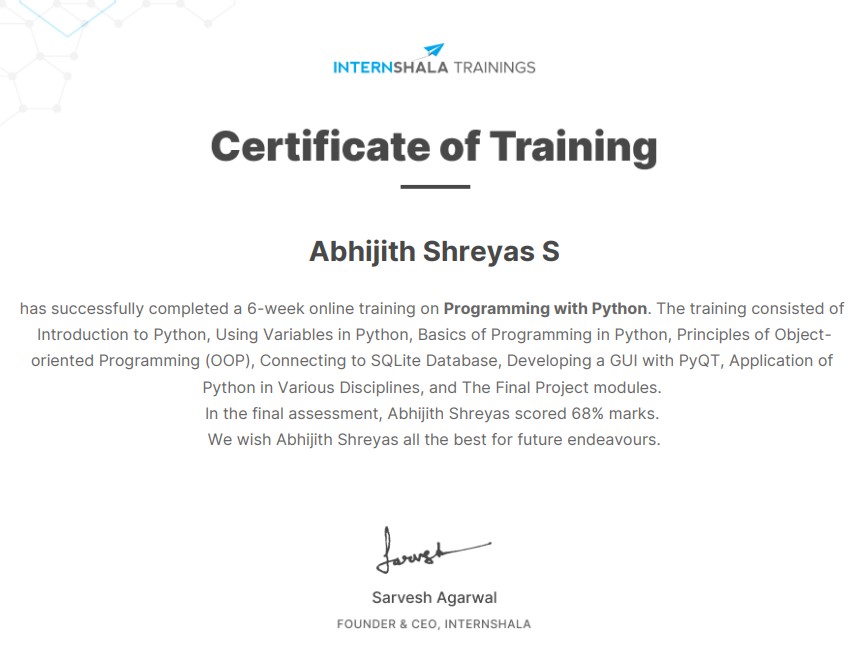 INTERNSHALA TRAININGS
Certificate of Training
Abhijith Shreyas S
has successfully completed a 6-week online training on Programming with Python. The training consisted of
Introduction to Python, Using Variables in Python, Basics of Programming in Python, Principles of Object-
oriented Programming (OOP), Connecting to SQLite Database, Developing a GUI with PyQT, Application of
Python in Various Disciplines, and The Final Project modules.
In the final assessment, Abhijith Shreyas scored 68% marks.
We wish Abhijith Shreyas all the best for future endeavours.
Sarvesh
Sarvesh Agarwal
FOUNDER & CEO, INTERNSHALA